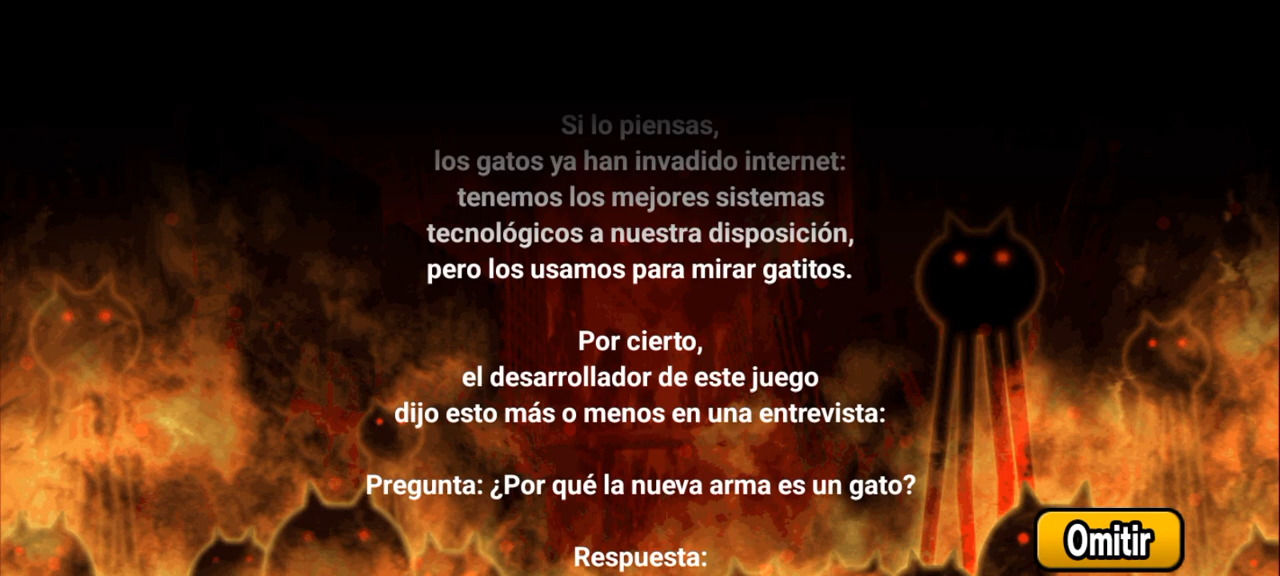 Si lo piensas,
los gatos ya han invadido internet:
tenemos los mejores sistemas
tecnológicos a nuestra disposición,
pero los usamos para mirar gatitos.
Por cierto,
el desarrollador de este juego
dijo esto más o menos en una entrevista:
Pregunta: ¿Por qué la nueva arma es un gato?
Respuesta:
Omitir